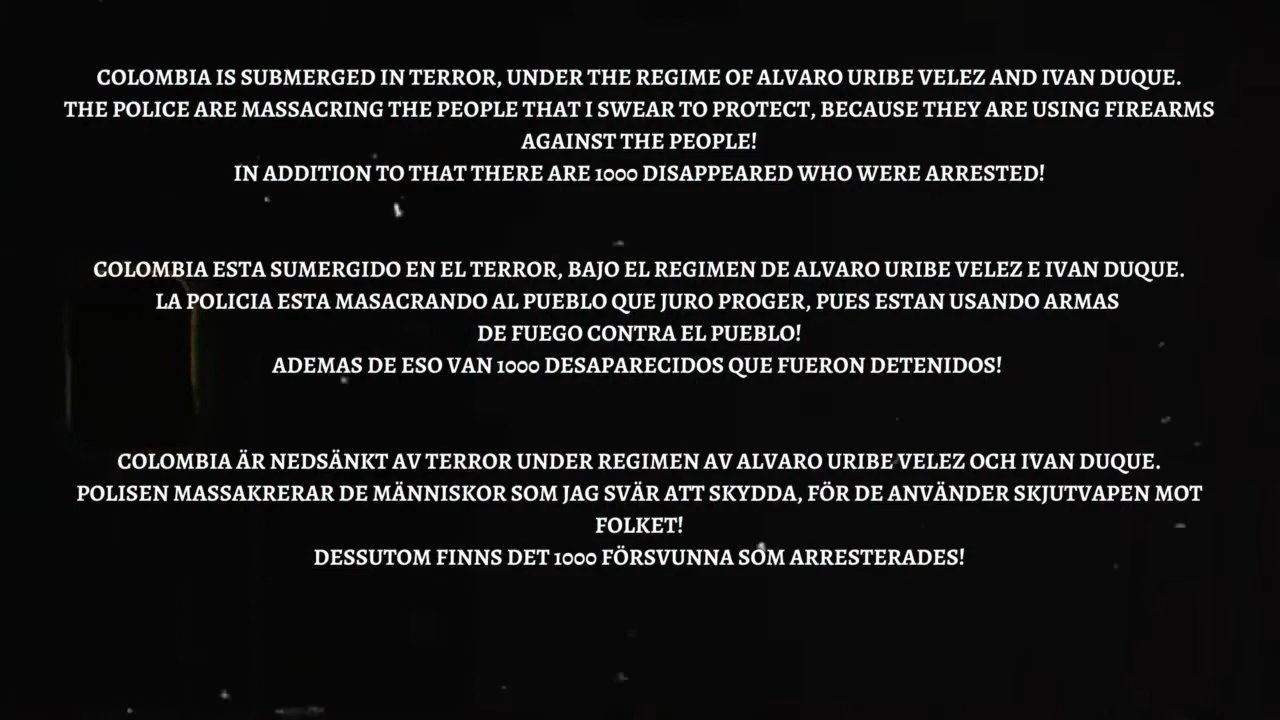 COLOMBIA IS SUBMERGED IN TERROR, UNDER THE REGIME OF ALVARO URIBE VELEZ AND IVAN DUQUE.
THE POLICE ARE MASSACRING THE PEOPLE THAT I SWEAR TO PROTECT, BECAUSE THEY ARE USING FIREARMS
AGAINST THE PEOPLE!
IN ADDITION TO THAT THERE ARE 1000 DISAPPEARED WHO WERE ARRESTED!
COLOMBIA ESTA SUMERGIDO EN EL TERROR, BAJO EL REGIMEN DE ALVARO URIBE VELEZ E IVAN DUQUE.
LA POLICIA ESTA MASACRANDO AL PUEBLO QUE JURO PROGER, PUES ESTAN USANDO ARMAS
DE FUEGO CONTRA EL PUEBLO!
ADEMAS DE ESO VAN 1000 DESAPARECIDOS QUE FUERON DETENIDOS!
COLOMBIA ÄR NEDSÄNKT AV TERROR UNDER REGIMEN AV ALVARO URIBE VELEZ OCH IVAN DUQUE.
POLISEN MASSAKRERAR DE MÄNNISKOR SOM JAG SVÄR ATT SKYDDA, FÖR DE ANVÄNDER SKJUTVAPEN MOT
FOLKET!
DESSUTOM FINNS DET 1000 FÖRSVUNNA SOM ARRESTERADES!